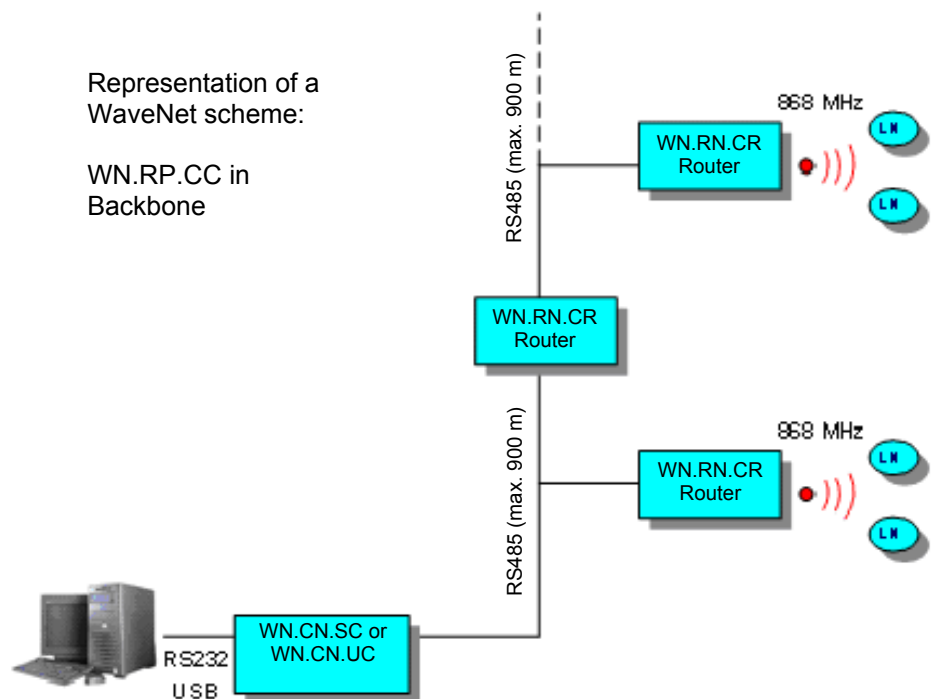 Representation of a
WaveNet scheme:
WN.RP.CC in
Backbone
RS485 (max. 900 m)
868 MHz
WN.RN.CR
Router
LN
LN
WN.RN.CR
Router
RS485 (max. 900 m)
868 MHz
WN.RN.CR
Router
LN
LN
WN.CN.SC or
WN.CN.UC
RS232
USB